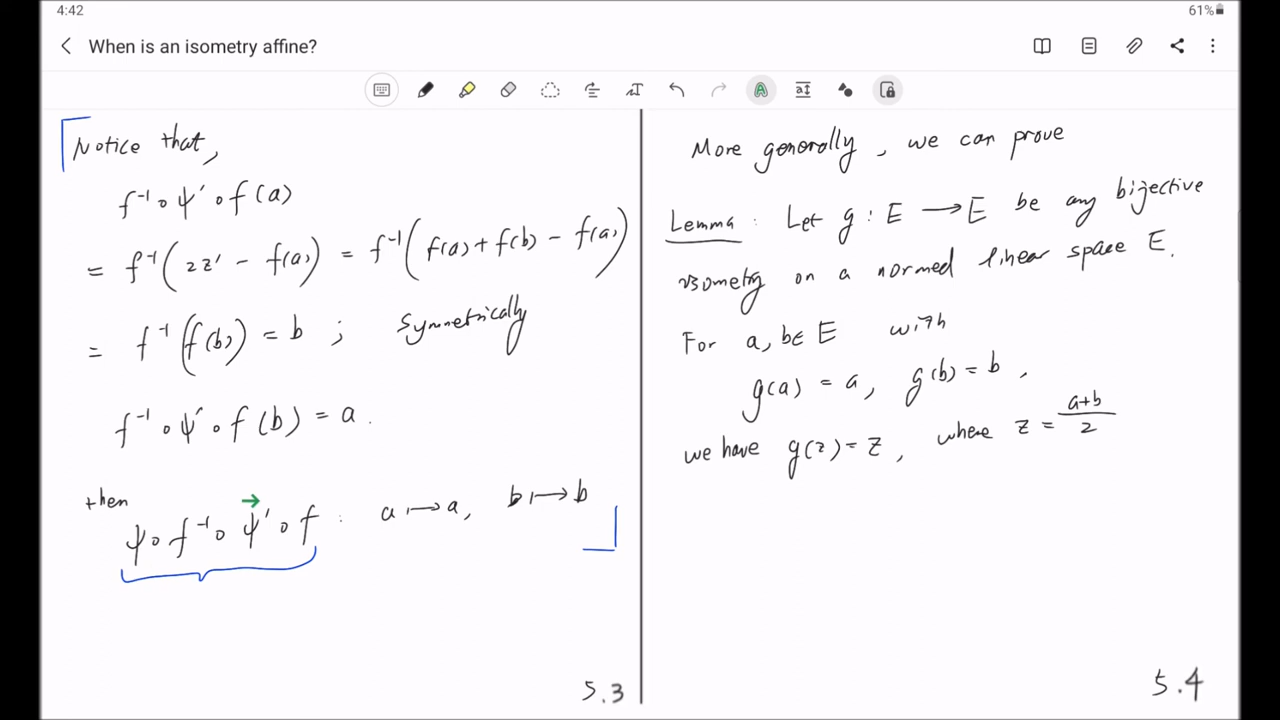 4:42
61%
When is an isometry affine?
Notice that,
f⁻¹ ∘ ψ' ∘ f(a)
= f⁻¹(2z' - f(a)) = f⁻¹(f(a) + f(b) - f(a))
= f⁻¹(f(b)) = b ; Symmetrically
f⁻¹ ∘ ψ' ∘ f(b) = a.
then
ψ ∘ f⁻¹ ∘ ψ' ∘ f : a ↦ a, b ↦ b
5.3
More generally, we can prove
Lemma: Let g : E → E be any bijective
isometry on a normed linear space E.
For a, b ∈ E with
g(a) = a, g(b) = b,
we have g(z) = z, where z = (a+b)/2
5.4